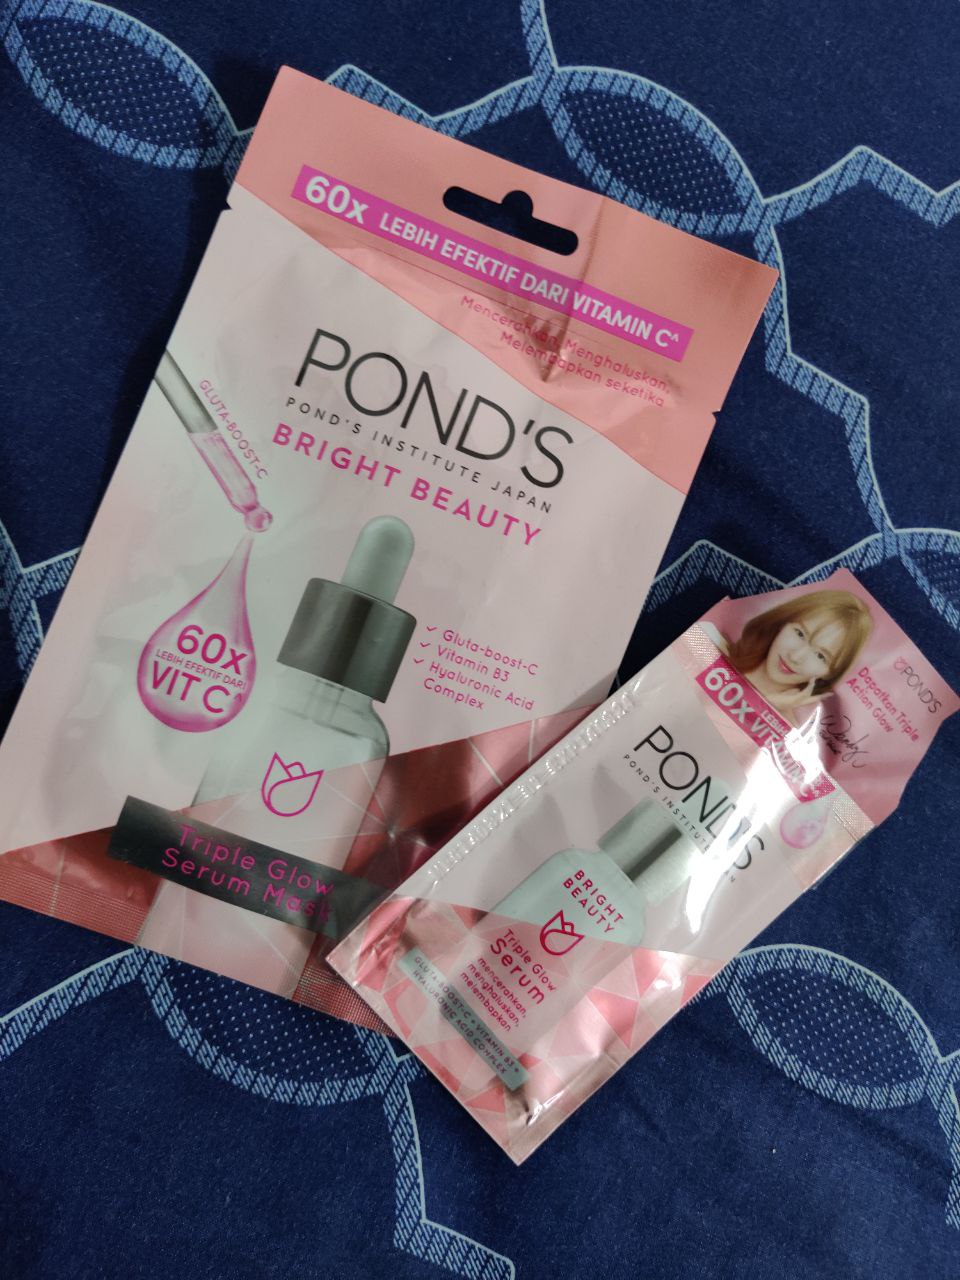 60x LEBIH EFEKTIF DARI VITAMIN C^
Mencerahkan, Menghaluskan,
Melembapkan seketika
POND'S
POND'S INSTITUTE JAPAN
BRIGHT BEAUTY
GLUTA-BOOST-C
60x
LEBIH EFEKTIF DARI
VIT C^
✓ Gluta-boost-C
✓ Vitamin B3
✓ Hyaluronic Acid
Complex
Triple Glow
Serum Mask
POND'S
Dapatkan Triple
Action Glow
Wendy
60x LEBIH
VITAMIN C^
POND'S
POND'S INSTITUTE
BRIGHT
BEAUTY
Triple Glow
Serum
mencerahkan,
menghaluskan,
melembapkan
GLUTA-BOOST-C + VITAMIN B3 +
HYALURONIC ACID COMPLEX